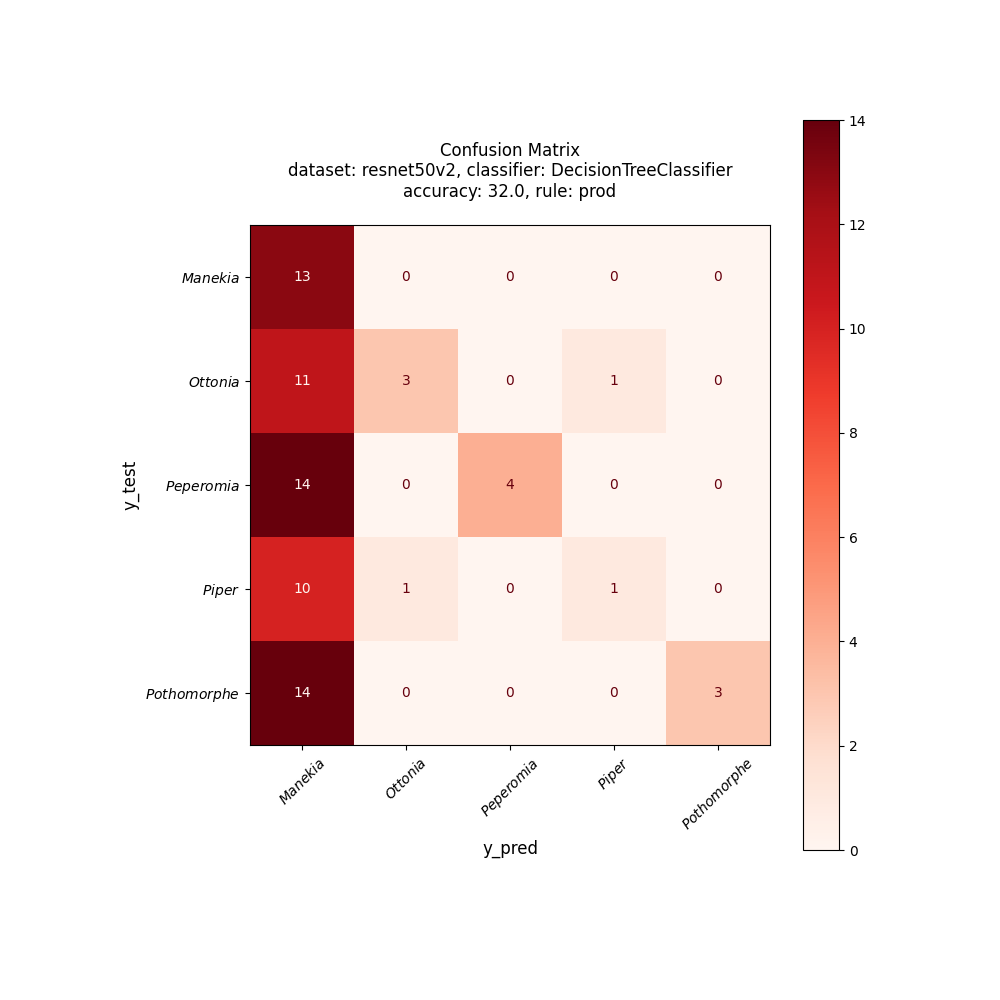 Confusion Matrix
dataset: resnet50v2, classifier: DecisionTreeClassifier
accuracy: 32.0, rule: prod
y_test
Manekia 13 0 0 0 0
Ottonia 11 3 0 1 0
Peperomia 14 0 4 0 0
Piper 10 1 0 1 0
Pothomorphe 14 0 0 0 3
Manekia Ottonia Peperomia Piper Pothomorphe
y_pred
14
12
10
8
6
4
2
0